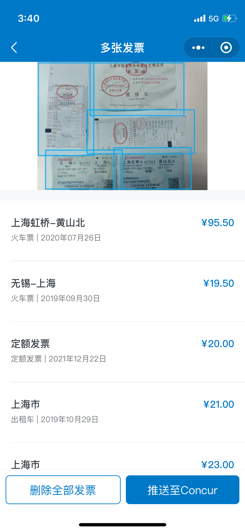 3:40
5G 89
多张发票
上海虹桥-黄山北
¥95.50
火车票 | 2020年07月26日
无锡-上海
¥19.50
火车票 | 2019年09月30日
定额发票
¥20.00
定额发票 | 2021年12月22日
上海市
¥21.00
出租车 | 2019年10月29日
上海市
¥23.00
删除全部发票
推送至Concur